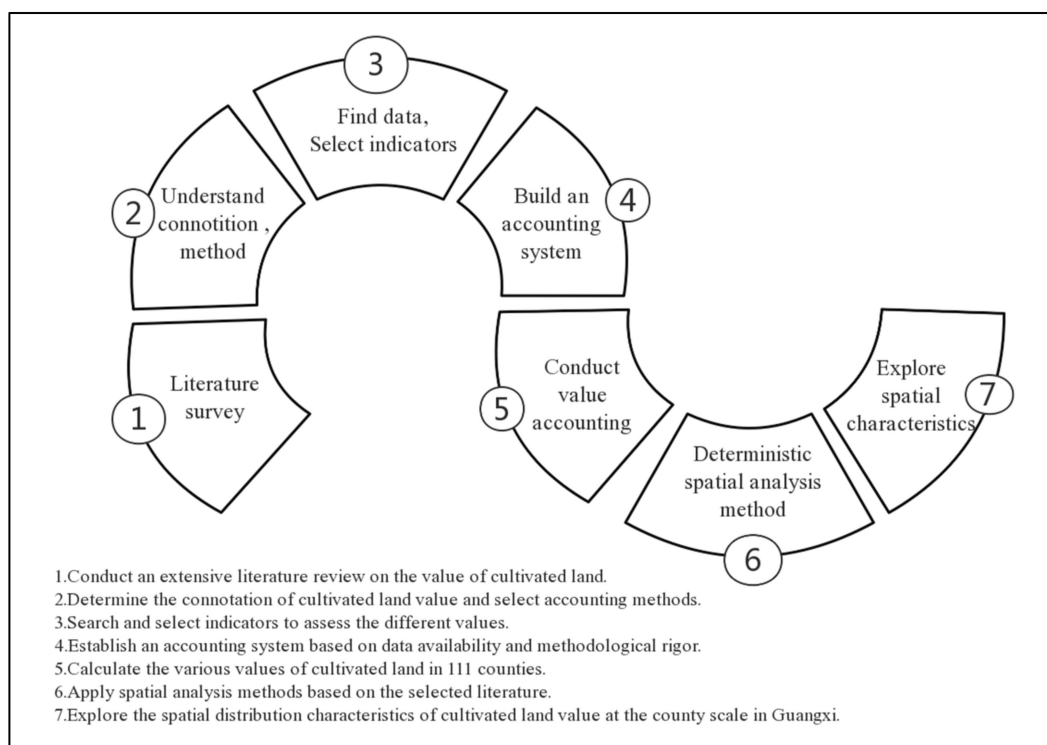 1
Literature
survey
2
Understand
connotition ,
method
3
Find data,
Select indicators
4
Build an
accounting
system
5
Conduct
value
accounting
6
Deterministic
spatial analysis
method
7
Explore
spatial
characteristics
1.Conduct an extensive literature review on the value of cultivated land.
2.Determine the connotation of cultivated land value and select accounting methods.
3.Search and select indicators to assess the different values.
4.Establish an accounting system based on data availability and methodological rigor.
5.Calculate the various values of cultivated land in 111 counties.
6.Apply spatial analysis methods based on the selected literature.
7.Explore the spatial distribution characteristics of cultivated land value at the county scale in Guangxi.